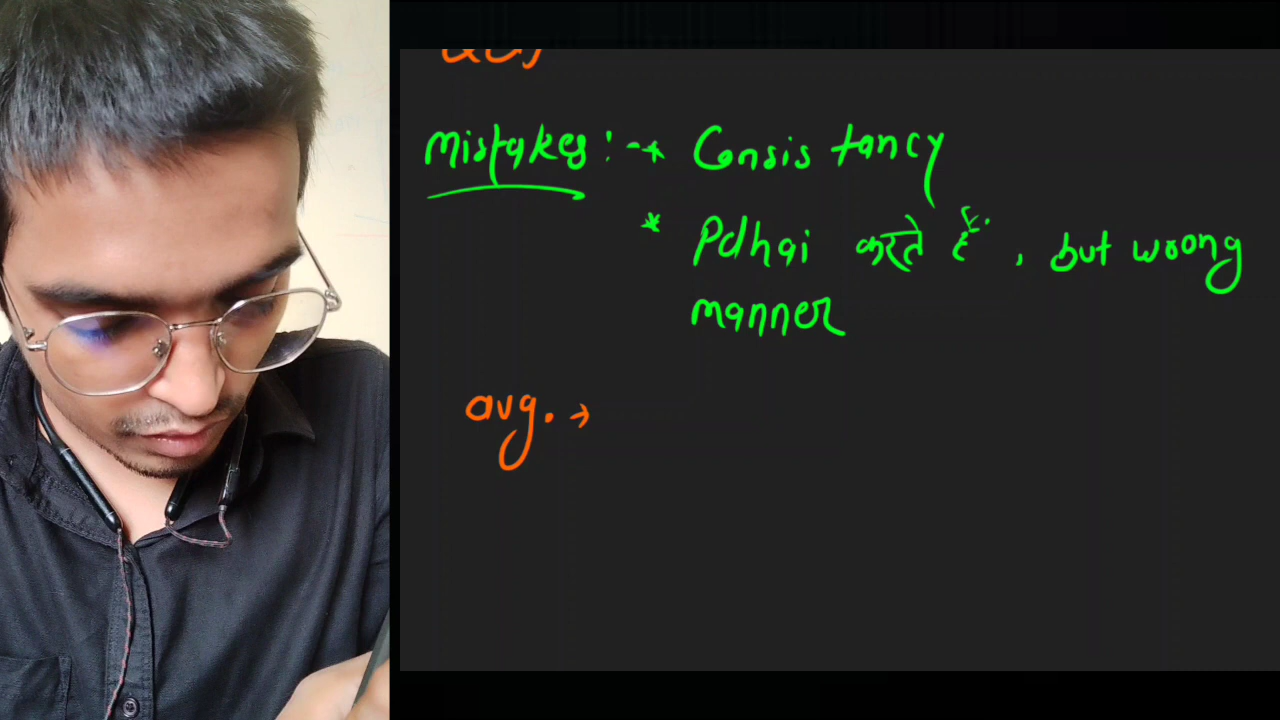 Mistakes :→ Consistancy
* Pdhai करते हैं. , but wrong
manner
avg. →